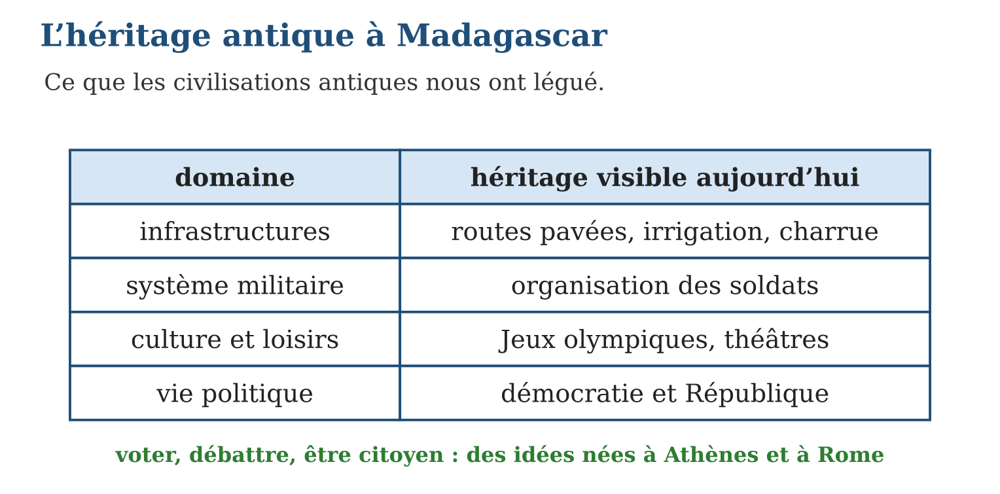 L’héritage antique à Madagascar
Ce que les civilisations antiques nous ont légué.
domaine héritage visible aujourd’hui
infrastructures routes pavées, irrigation, charrue
système militaire organisation des soldats
culture et loisirs Jeux olympiques, théâtres
vie politique démocratie et République
voter, débattre, être citoyen : des idées nées à Athènes et à Rome